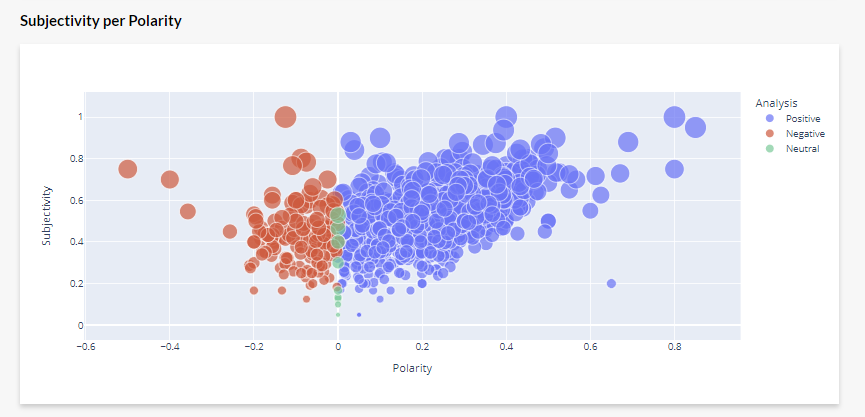 Subjectivity per Polarity
Analysis
Positive
Negative
Neutral
1
0.8
0.6
0.4
0.2
0
Subjectivity
−0.6 −0.4 −0.2 0 0.2 0.4 0.6 0.8
Polarity